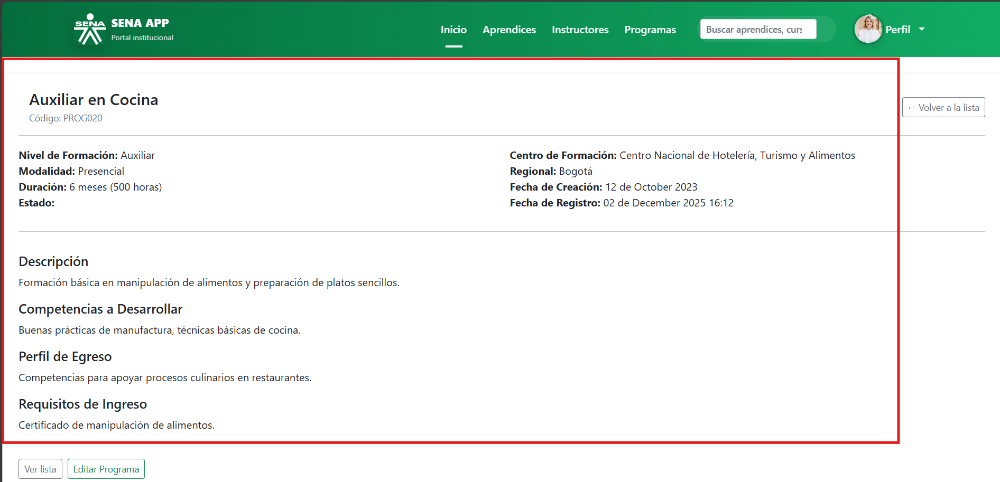 SENA
SENA APP
Portal institucional
Inicio
Aprendices
Instructores
Programas
Buscar aprendices, curs
Perfil
Auxiliar en Cocina
Código: PROG020
← Volver a la lista
Nivel de Formación: Auxiliar
Modalidad: Presencial
Duración: 6 meses (500 horas)
Estado:
Centro de Formación: Centro Nacional de Hotelería, Turismo y Alimentos
Regional: Bogotá
Fecha de Creación: 12 de October 2023
Fecha de Registro: 02 de December 2025 16:12
Descripción
Formación básica en manipulación de alimentos y preparación de platos sencillos.
Competencias a Desarrollar
Buenas prácticas de manufactura, técnicas básicas de cocina.
Perfil de Egreso
Competencias para apoyar procesos culinarios en restaurantes.
Requisitos de Ingreso
Certificado de manipulación de alimentos.
Ver lista
Editar Programa